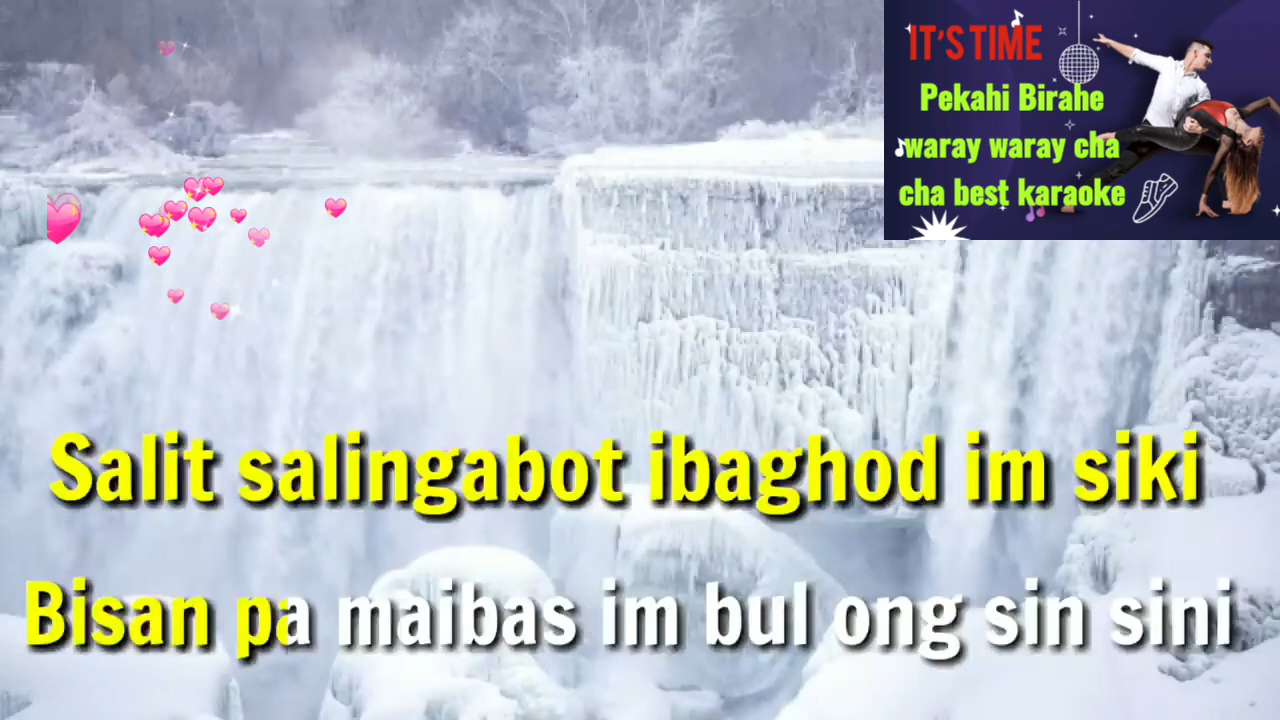 IT'S TIME
Pekahi Birahe
waray waray cha
cha best karaoke
Salit salingabot ibaghod im siki
Bisan pa maibas im bul ong sin sini